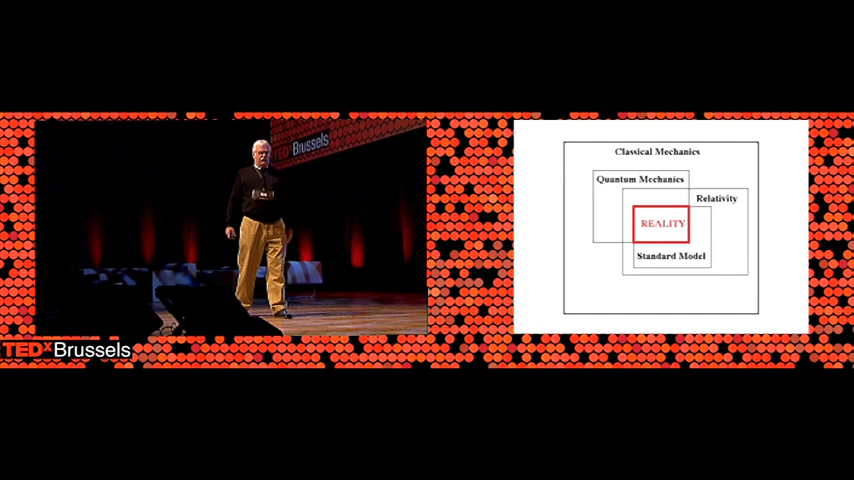 TEDxBrussels
Classical Mechanics
Quantum Mechanics
Relativity
REALITY
Standard Model
TEDxBrussels